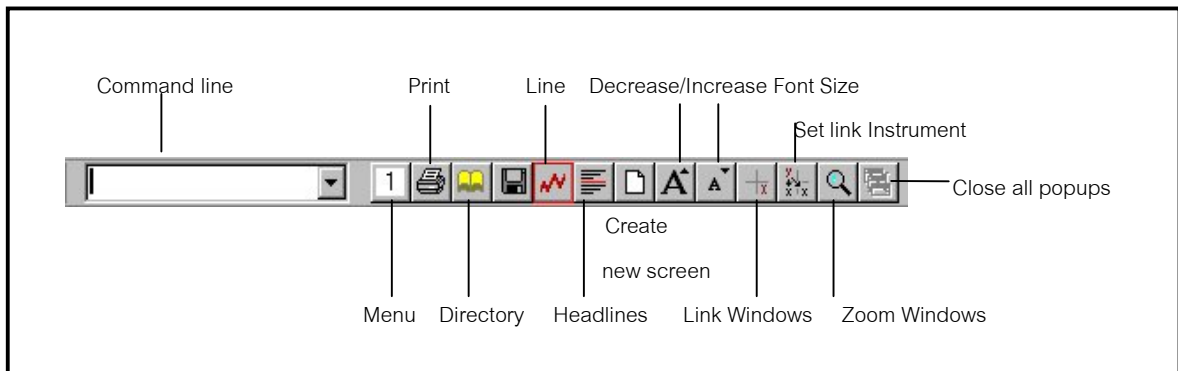 Command line
Print
Line
Decrease/Increase Font Size
Set link Instrument
1
A
A
x
Y
x x
Close all popups
Create
new screen
Menu
Directory
Headlines
Link Windows
Zoom Windows